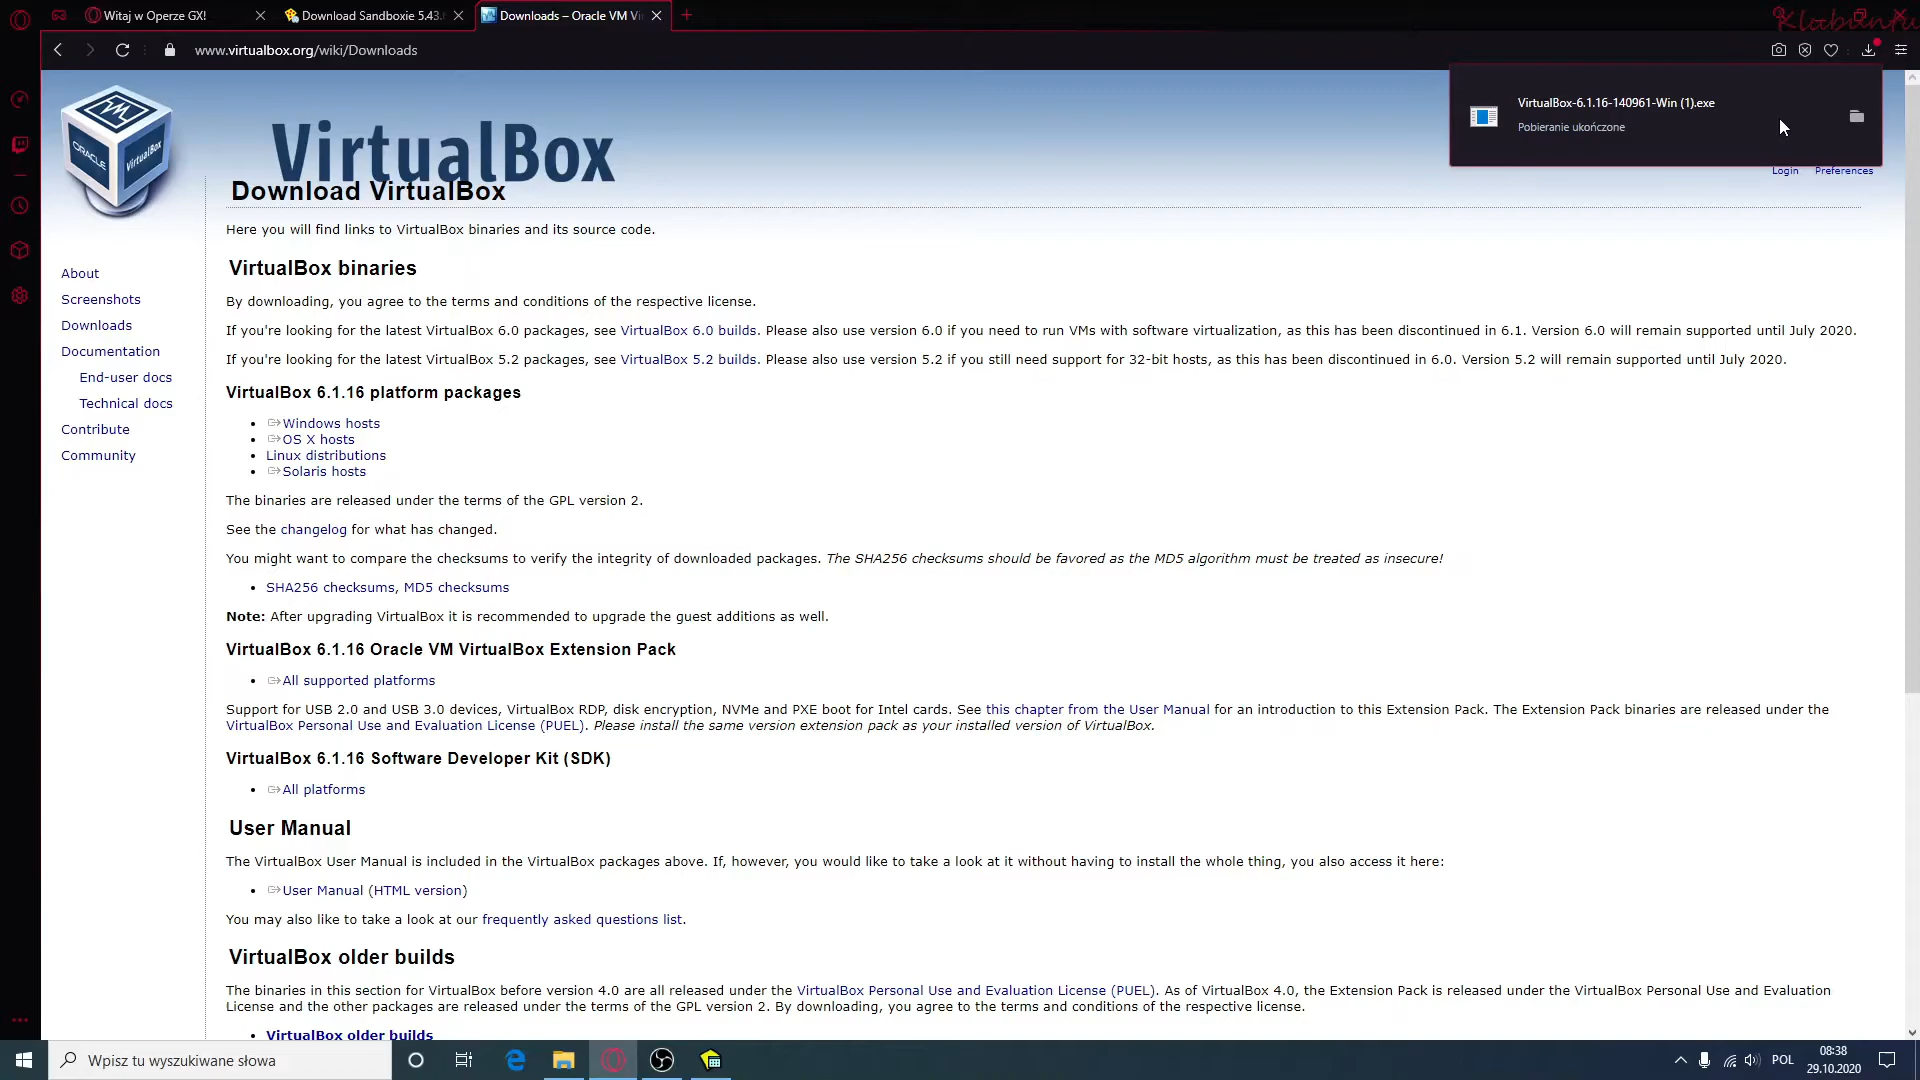 Witaj w Operze GX!
Download Sandboxie 5.43.
Downloads – Oracle VM Vi
www.virtualbox.org/wiki/Downloads
VirtualBox-6.1.16-140961-Win (1).exe
Pobieranie ukończone
ORACLE
VirtualBox
VirtualBox
Login
Preferences
Download VirtualBox
Here you will find links to VirtualBox binaries and its source code.
About
Screenshots
Downloads
Documentation
End-user docs
Technical docs
Contribute
Community
VirtualBox binaries
By downloading, you agree to the terms and conditions of the respective license.
If you're looking for the latest VirtualBox 6.0 packages, see VirtualBox 6.0 builds. Please also use version 6.0 if you need to run VMs with software virtualization, as this has been discontinued in 6.1. Version 6.0 will remain supported until July 2020.
If you're looking for the latest VirtualBox 5.2 packages, see VirtualBox 5.2 builds. Please also use version 5.2 if you still need support for 32-bit hosts, as this has been discontinued in 6.0. Version 5.2 will remain supported until July 2020.
VirtualBox 6.1.16 platform packages
• Windows hosts
• OS X hosts
• Linux distributions
• Solaris hosts
The binaries are released under the terms of the GPL version 2.
See the changelog for what has changed.
You might want to compare the checksums to verify the integrity of downloaded packages. The SHA256 checksums should be favored as the MD5 algorithm must be treated as insecure!
• SHA256 checksums, MD5 checksums
Note: After upgrading VirtualBox it is recommended to upgrade the guest additions as well.
VirtualBox 6.1.16 Oracle VM VirtualBox Extension Pack
• All supported platforms
Support for USB 2.0 and USB 3.0 devices, VirtualBox RDP, disk encryption, NVMe and PXE boot for Intel cards. See this chapter from the User Manual for an introduction to this Extension Pack. The Extension Pack binaries are released under the
VirtualBox Personal Use and Evaluation License (PUEL). Please install the same version extension pack as your installed version of VirtualBox.
VirtualBox 6.1.16 Software Developer Kit (SDK)
• All platforms
User Manual
The VirtualBox User Manual is included in the VirtualBox packages above. If, however, you would like to take a look at it without having to install the whole thing, you also access it here:
• User Manual (HTML version)
You may also like to take a look at our frequently asked questions list.
VirtualBox older builds
The binaries in this section for VirtualBox before version 4.0 are all released under the VirtualBox Personal Use and Evaluation License (PUEL). As of VirtualBox 4.0, the Extension Pack is released under the VirtualBox Personal Use and Evaluation
License and the other packages are released under the terms of the GPL version 2. By downloading, you agree to the terms and conditions of the respective license.
• VirtualBox older builds
Wpisz tu wyszukiwane słowa
POL
08:38
29.10.2020